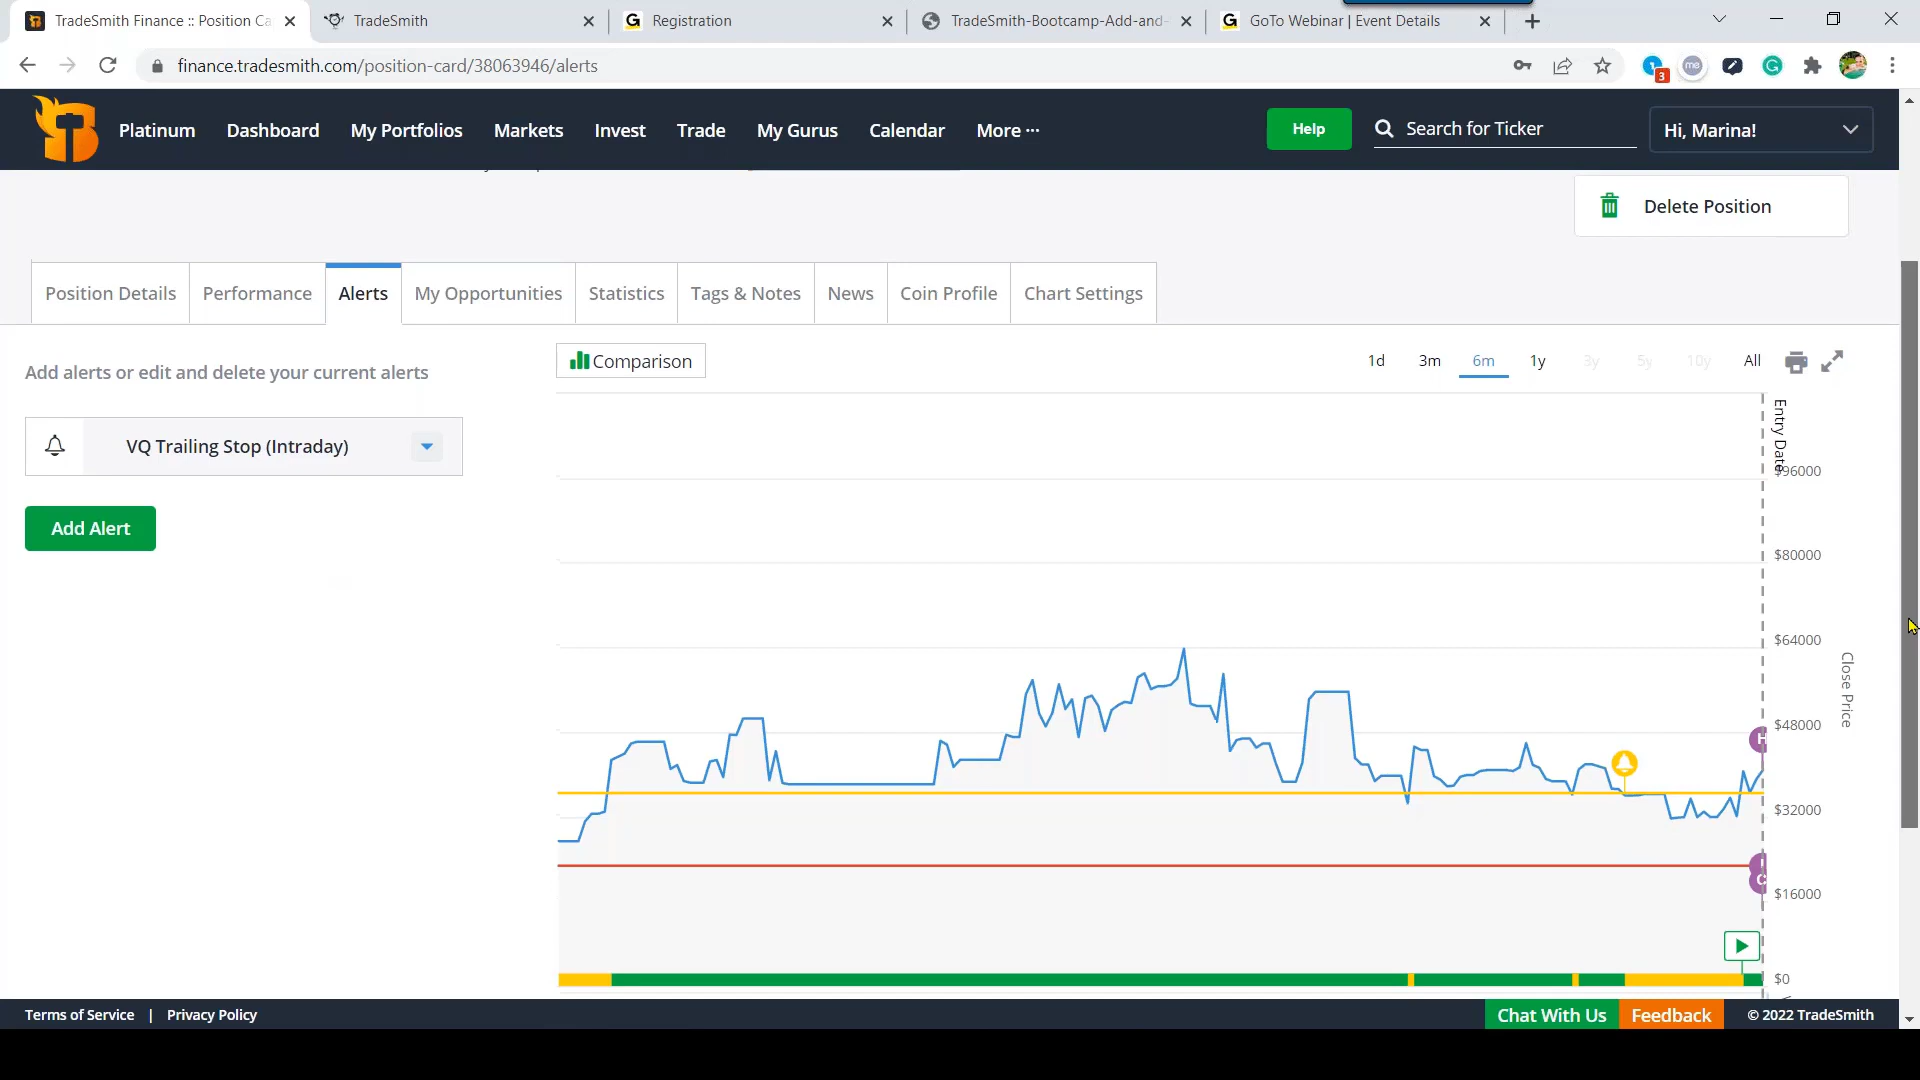 TradeSmith Finance :: Position Ca
TradeSmith
G Registration
TradeSmith-Bootcamp-Add-and-
G GoTo Webinar | Event Details
finance.tradesmith.com/position-card/38063946/alerts
3
me
Platinum Dashboard My Portfolios Markets Invest Trade My Gurus Calendar More ···
Help
Search for Ticker
Hi, Marina!
Delete Position
Position Details Performance Alerts My Opportunities Statistics Tags & Notes News Coin Profile Chart Settings
Add alerts or edit and delete your current alerts
Comparison
1d 3m 6m 1y 3y 5y 10y All
VQ Trailing Stop (Intraday)
Add Alert
Entry Date
$96000
$80000
$64000
$48000
$32000
$16000
$0
Close Price
H
C
Terms of Service | Privacy Policy
Chat With Us
Feedback
© 2022 TradeSmith